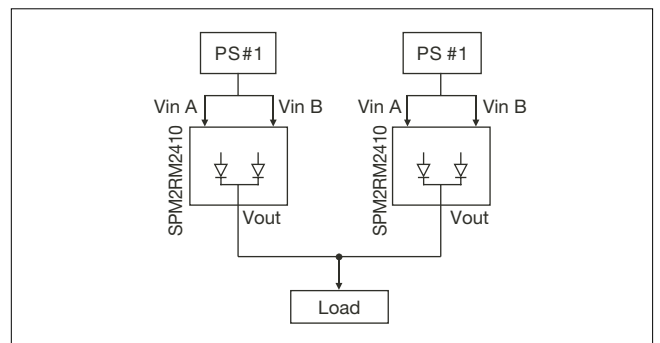 PS#1
PS#1
Vin A
Vin B
Vin A
Vin B
SPM2RM2410
SPM2RM2410
Vout
Vout
Load